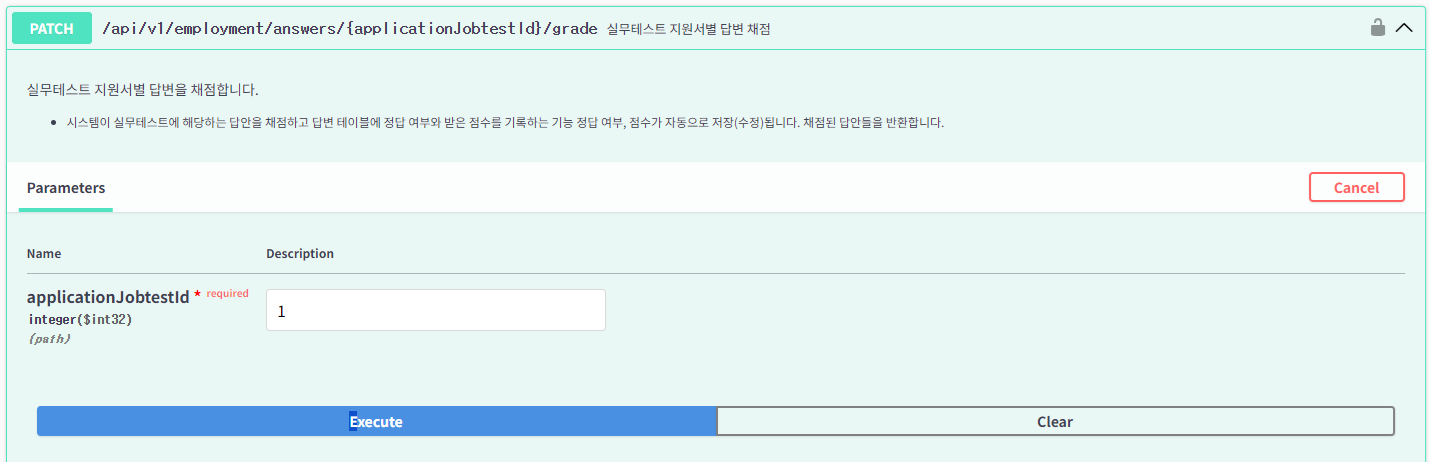 PATCH /api/v1/employment/answers/{applicationJobtestId}/grade 실무테스트 지원서별 답변 채점
실무테스트 지원서별 답변을 채점합니다.
• 시스템이 실무테스트에 해당하는 답안을 채점하고 답변 테이블에 정답 여부와 받은 점수를 기록하는 기능 정답 여부, 점수가 자동으로 저장(수정)됩니다. 채점된 답안들을 반환합니다.
Parameters Cancel
Name Description
applicationJobtestId * required
integer($int32)
(path)
1
Execute Clear